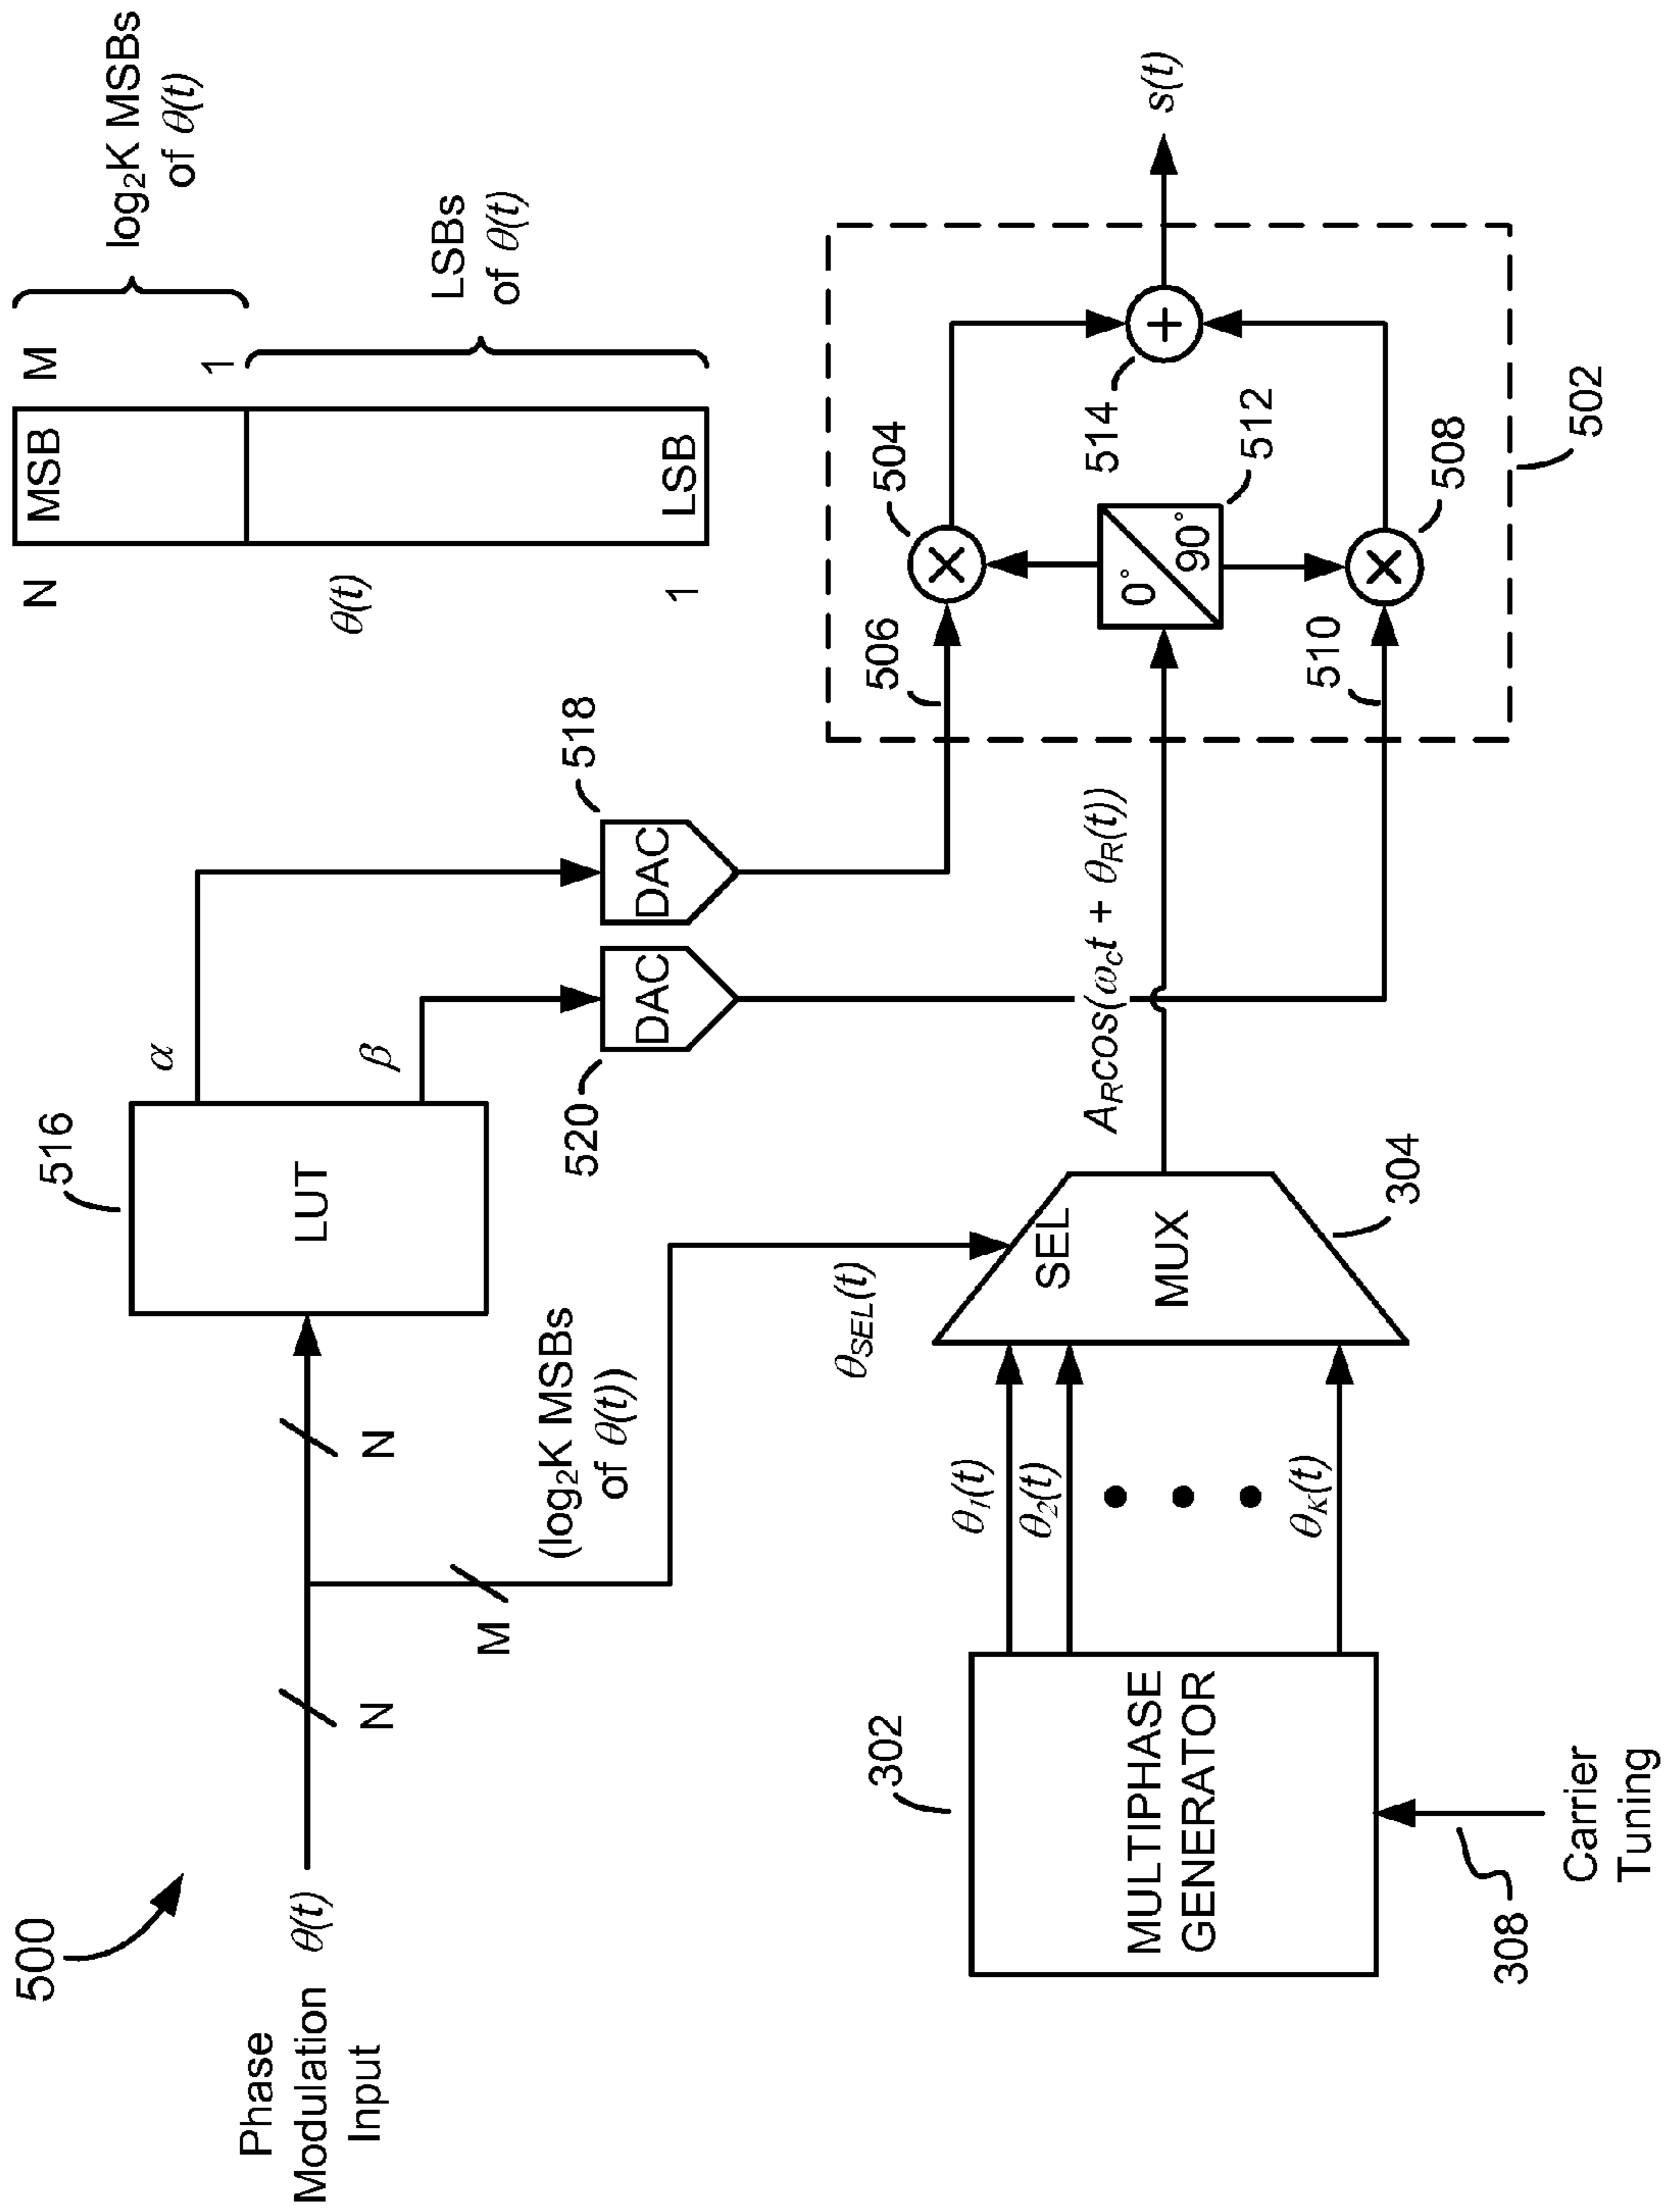 500
Phase
Modulation
Input
θ(t)
N
N
M
(log₂K MSBs
of θ(t))
516
LUT
α
β
520
DAC
DAC
518
N
MSB
M
θ(t)
1
1
LSB
log₂K MSBs
of θ(t)
LSBs
of θ(t)
302
MULTIPHASE
GENERATOR
308
Carrier
Tuning
θ₁(t)
θ₂(t)
θ_K(t)
θ_SEL(t)
SEL
MUX
304
A_Rcos(ω_ct + θ_R(t))
506
504
510
508
0°
90°
512
514
+
s(t)
502